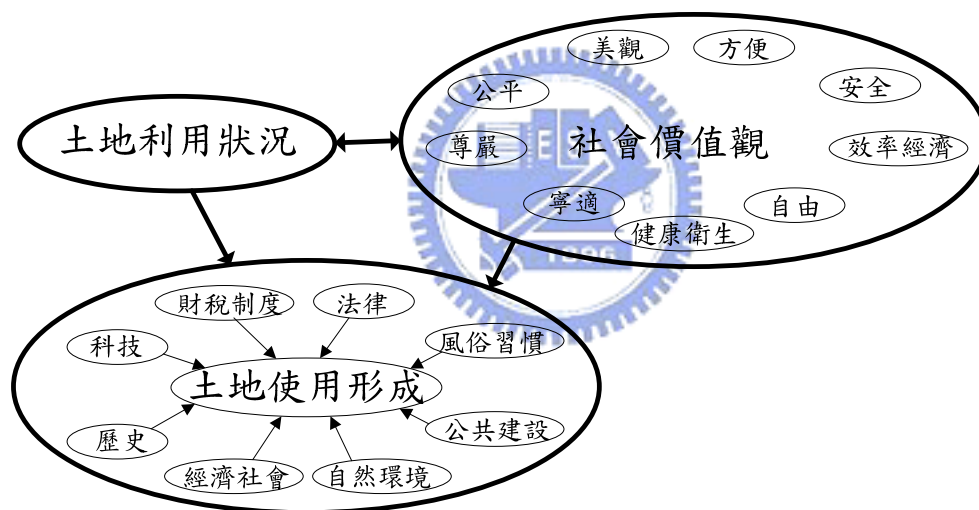 美觀
方便
公平
安全
土地利用狀況
尊嚴
社會價值觀
效率經濟
寧適
自由
健康衛生
1896
財稅制度
法律
科技
風俗習慣
土地使用形成
歷史
公共建設
經濟社會
自然環境